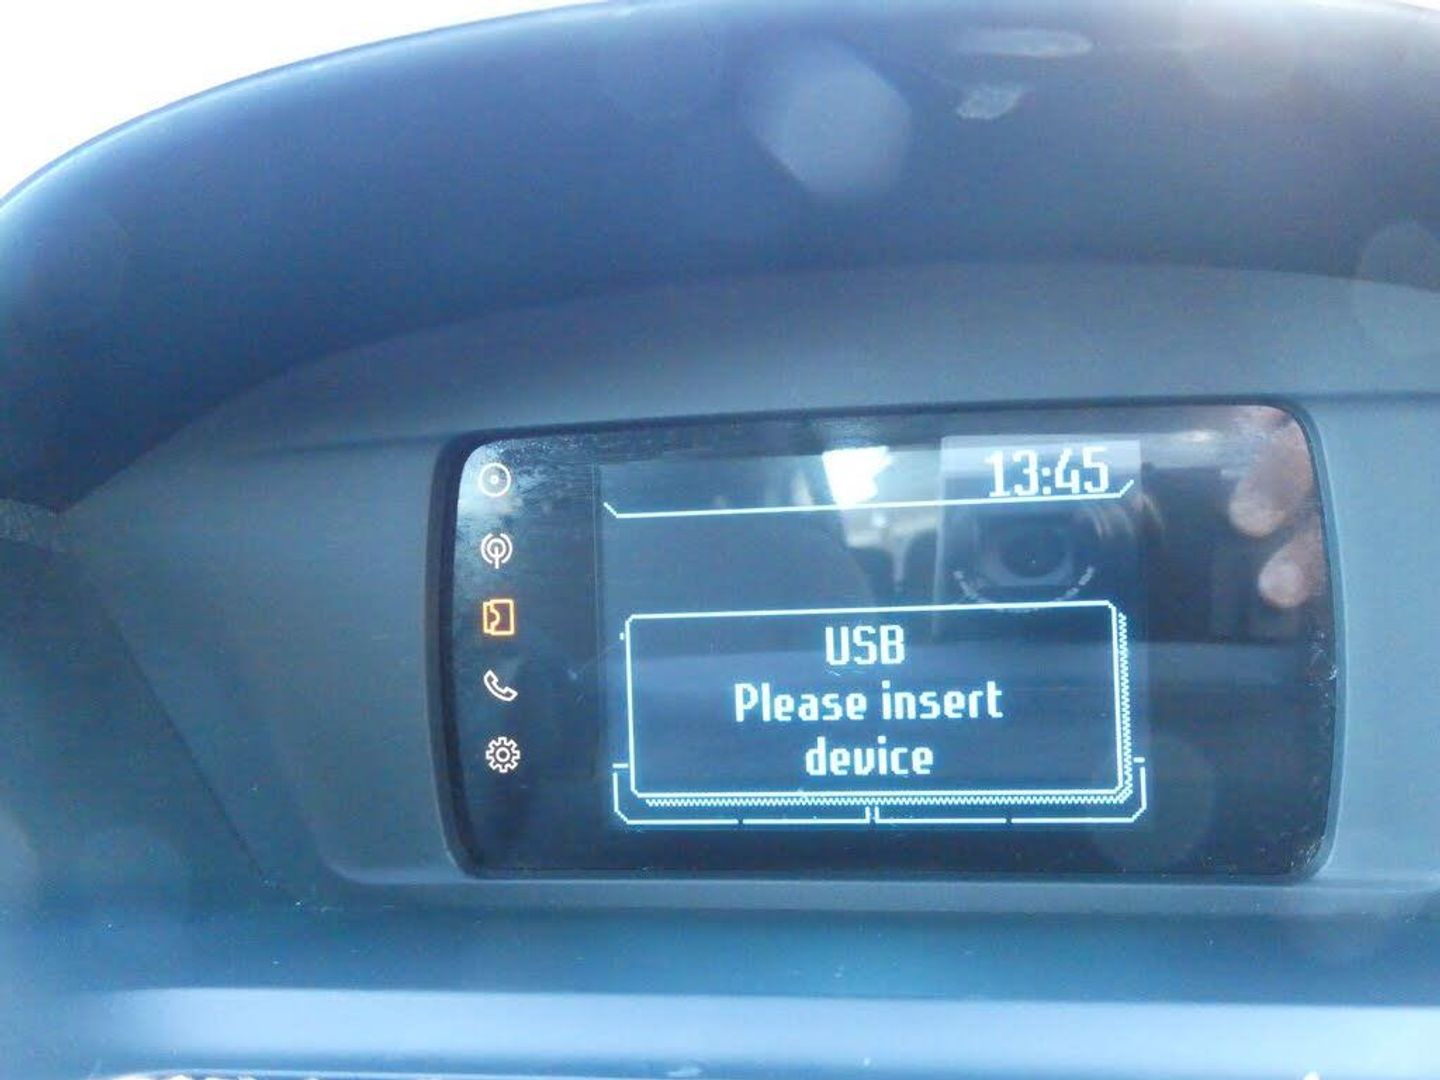 13:45
USB
Please insert
device